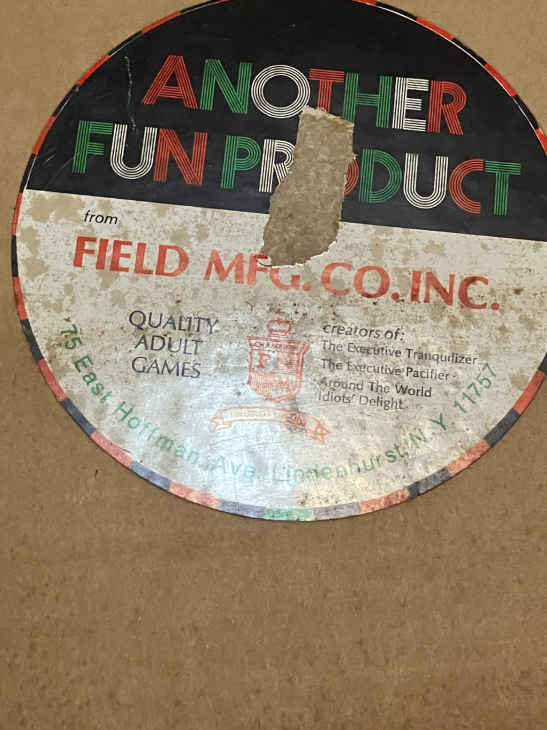 ANOTHER
FUN PRODUCT
from
FIELD MFG. CO. INC.
QUALITY
ADULT
GAMES
creators of:
The Executive Tranquilizer
The Executive Pacifier
Around The World
Idiots' Delight
75 East Hoffman Ave. Lindenhurst, N.Y. 11757